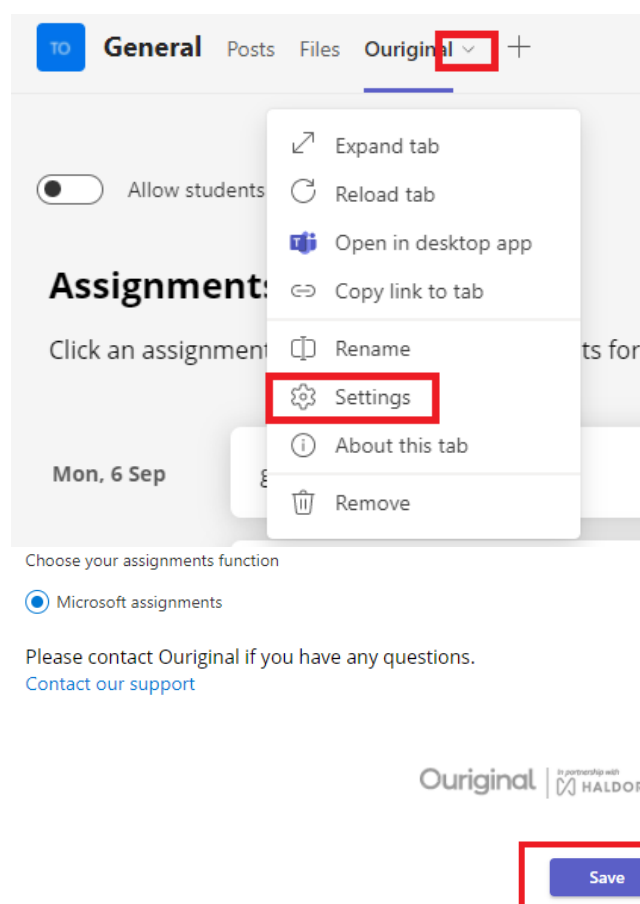 TO General Posts Files Ouriginal
Expand tab
Allow students
Reload tab
Open in desktop app
Assignments
Copy link to tab
Click an assignment
Rename
ts for
Settings
About this tab
Mon, 6 Sep
Remove
Choose your assignments function
Microsoft assignments
Please contact Ouriginal if you have any questions.
Contact our support
Ouriginal In partnership with
HALDOR
Save